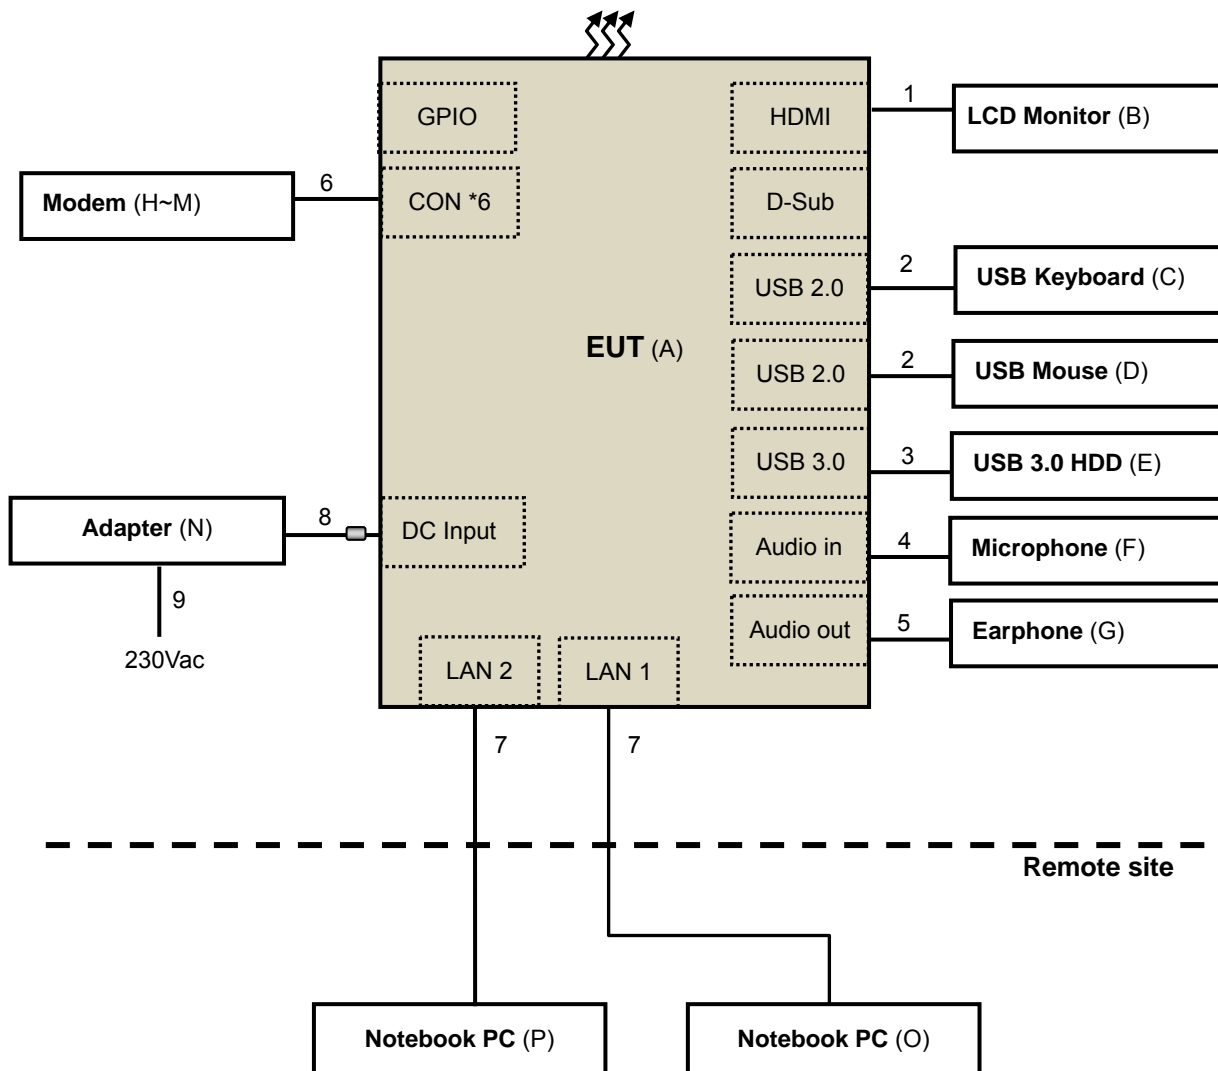 GPIO
HDMI
1
LCD Monitor (B)
Modem (H~M)
6
CON *6
D-Sub
USB 2.0
2
USB Keyboard (C)
EUT (A)
USB 2.0
2
USB Mouse (D)
USB 3.0
3
USB 3.0 HDD (E)
Adapter (N)
8
DC Input
Audio in
4
Microphone (F)
9
230Vac
Audio out
5
Earphone (G)
LAN 2
LAN 1
7
7
Remote site
Notebook PC (P)
Notebook PC (O)